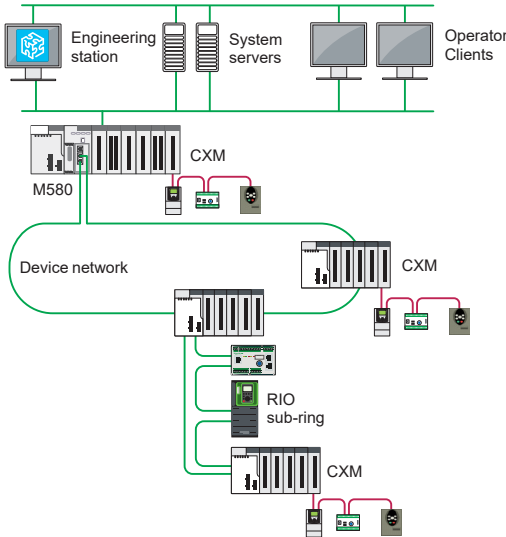 Engineering
station
System
servers
Operator
Clients
CXM
M580
Device network
CXM
RIO
sub-ring
CXM